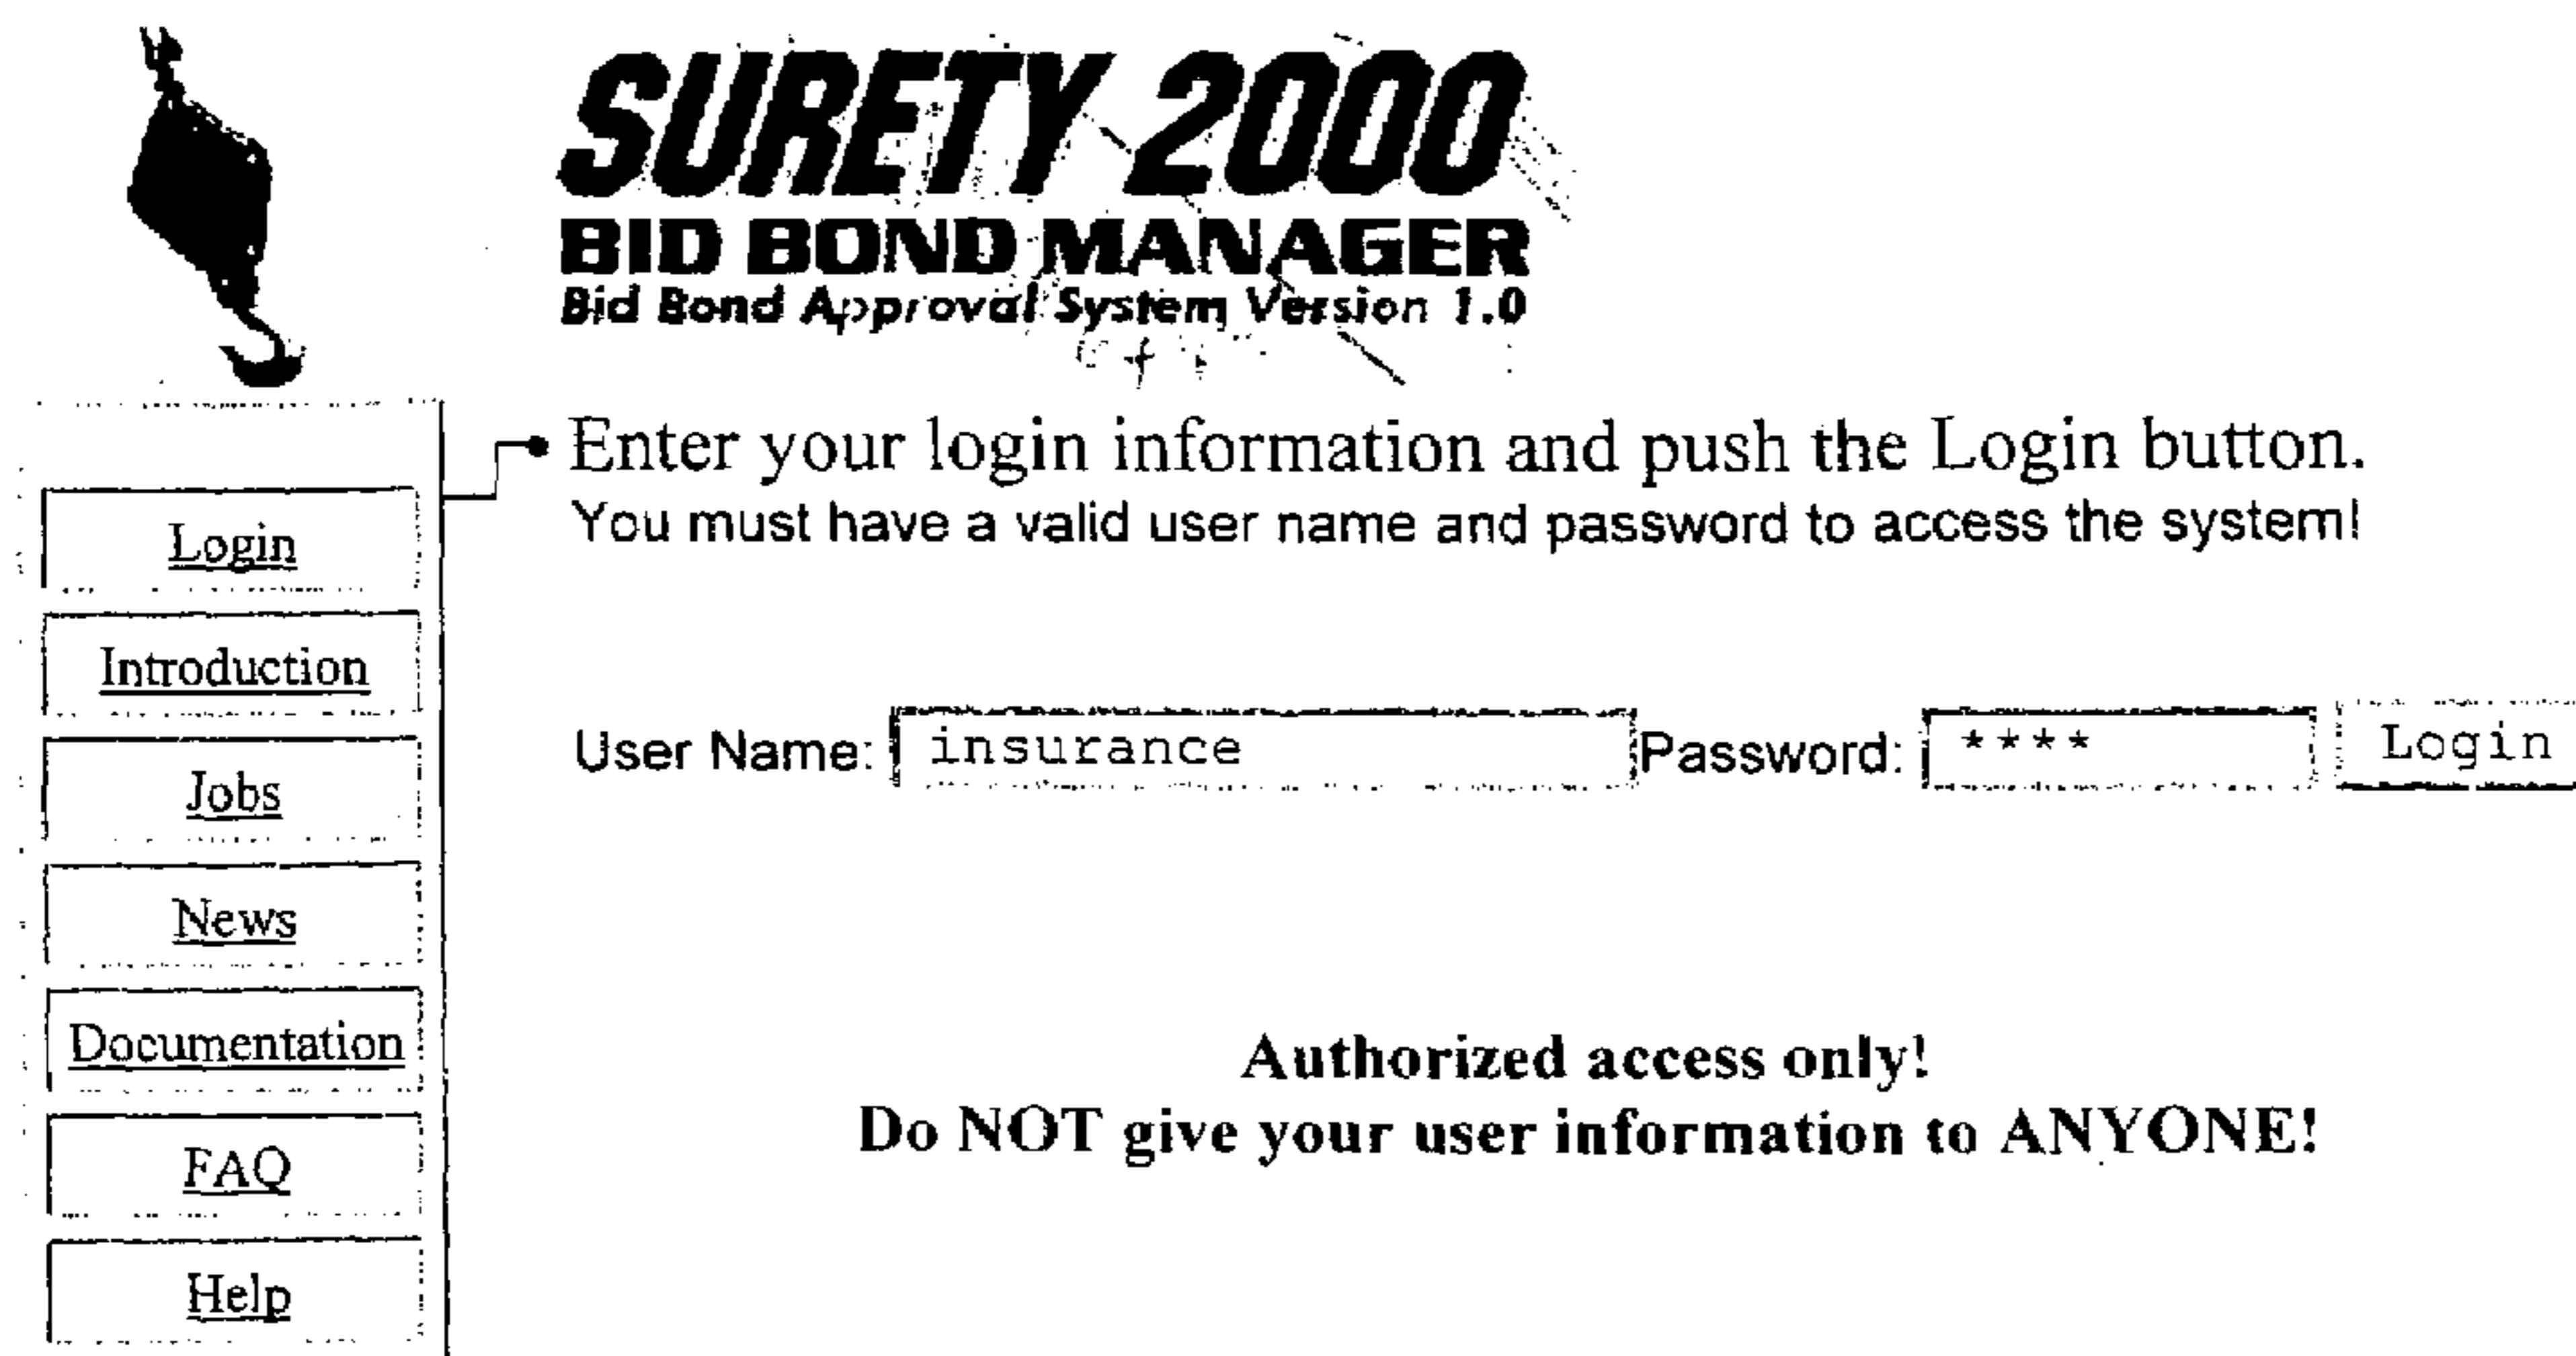 SURETY 2000
BID BOND MANAGER
Bid Bond Approval System Version 1.0
Enter your login information and push the Login button.
You must have a valid user name and password to access the system!
Login
Introduction
Jobs
News
Documentation
FAQ
Help
User Name: insurance Password: **** Login
Authorized access only!
Do NOT give your user information to ANYONE!